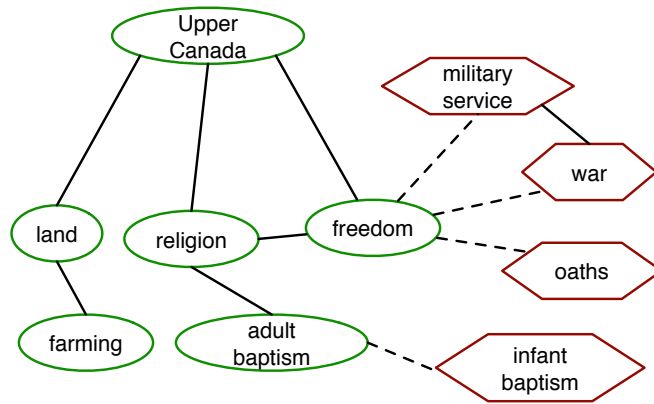 Upper
Canada
military
service
war
land
religion
freedom
oaths
farming
adult
baptism
infant
baptism